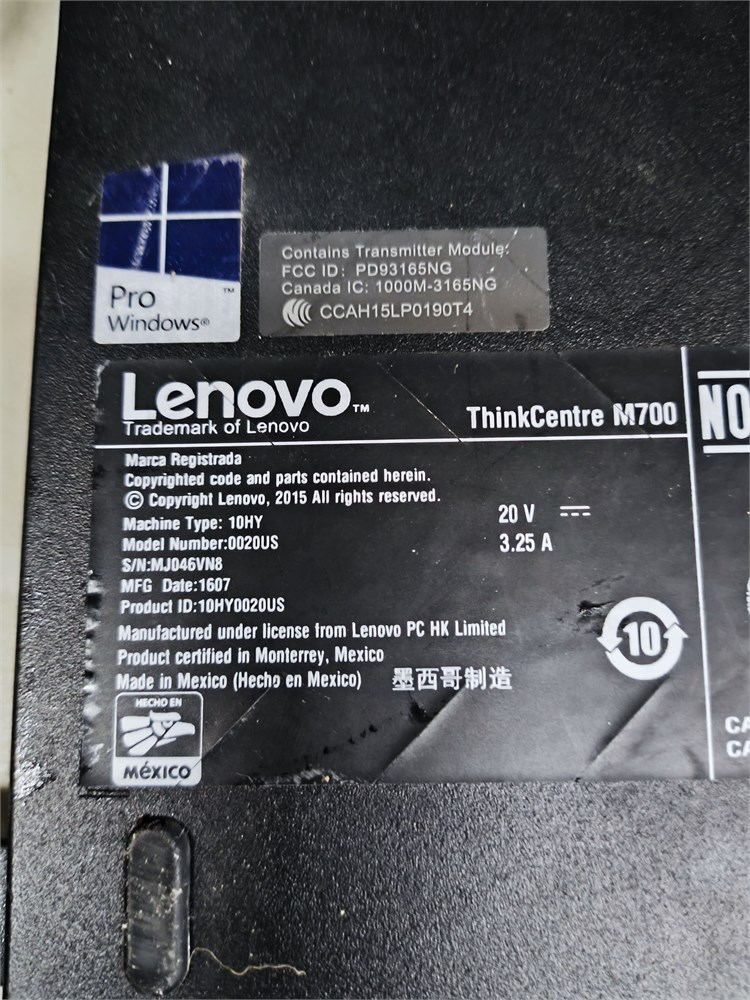 Pro ™
Windows®
Contains Transmitter Module:
FCC ID: PD93165NG
Canada IC: 1000M-3165NG
CCAH15LP0190T4
Lenovo™
Trademark of Lenovo
ThinkCentre M700
NO
Marca Registrada
Copyrighted code and parts contained herein.
© Copyright Lenovo, 2015 All rights reserved.
Machine Type: 10HY
20 V
Model Number:0020US
3.25 A
S/N:MJ046VN8
MFG Date:1607
Product ID:10HY0020US
Manufactured under license from Lenovo PC HK Limited
10
Product certified in Monterrey, Mexico
Made in Mexico (Hecho en Mexico) 墨西哥制造
HECHO EN
MéXICO
CA
CA